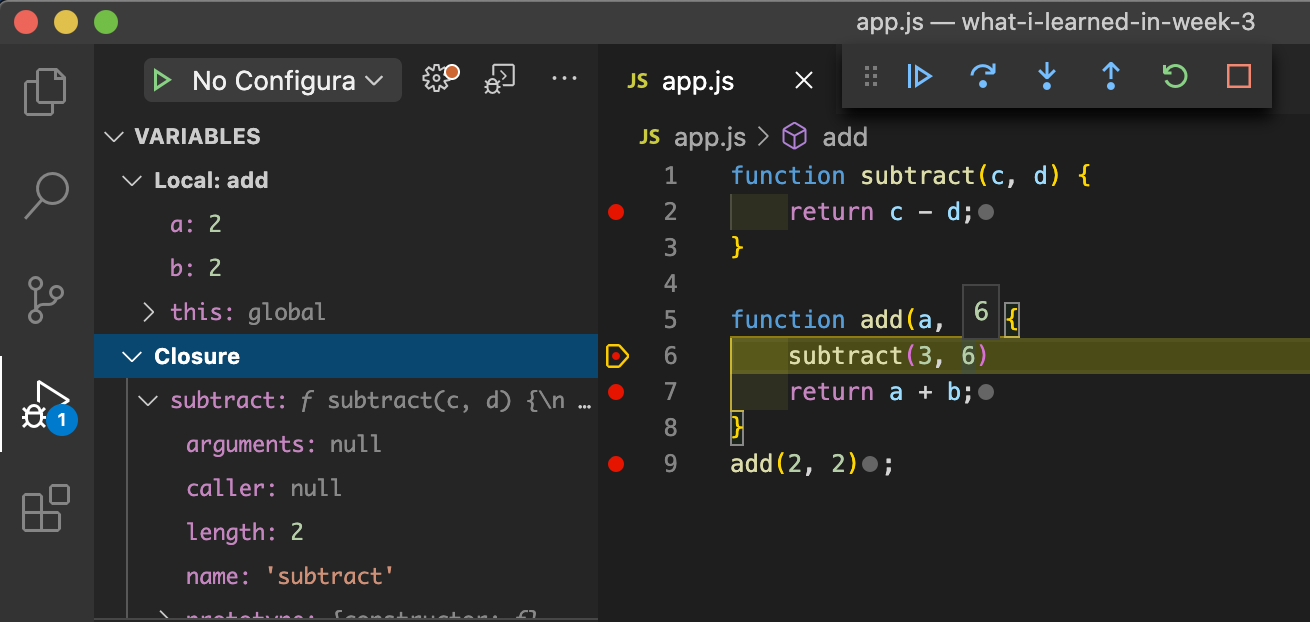 app.js — what-i-learned-in-week-3
No Configura
VARIABLES
Local: add
a: 2
b: 2
this: global
Closure
subtract: ƒ subtract(c, d) {\n …
arguments: null
caller: null
length: 2
name: 'subtract'
prototype: {constructor: ƒ}
1
JS app.js
JS app.js > add
1 function subtract(c, d) {
2 return c - d;
3 }
4
5 function add(a, 6 {
6 subtract(3, 6)
7 return a + b;
8 }
9 add(2, 2) ;